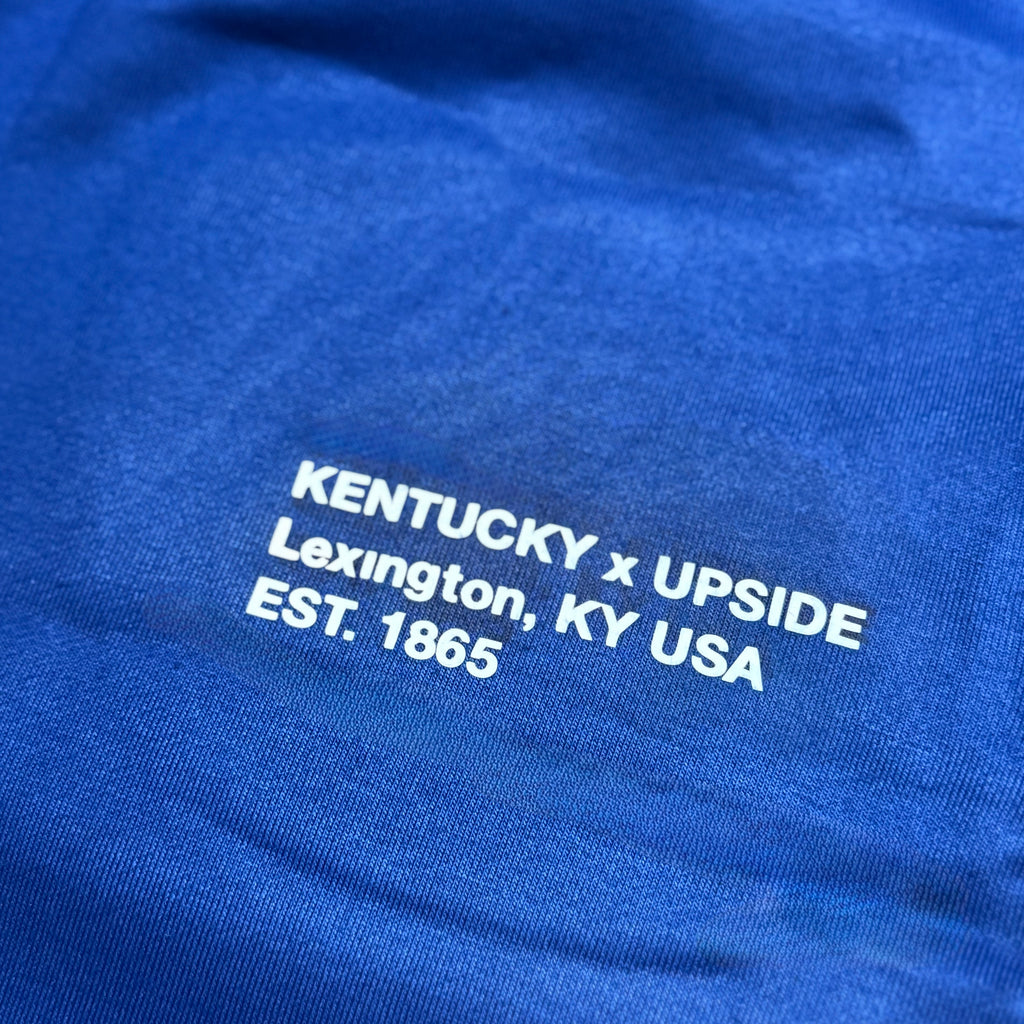 KENTUCKY x UPSIDE
Lexington, KY USA
EST. 1865